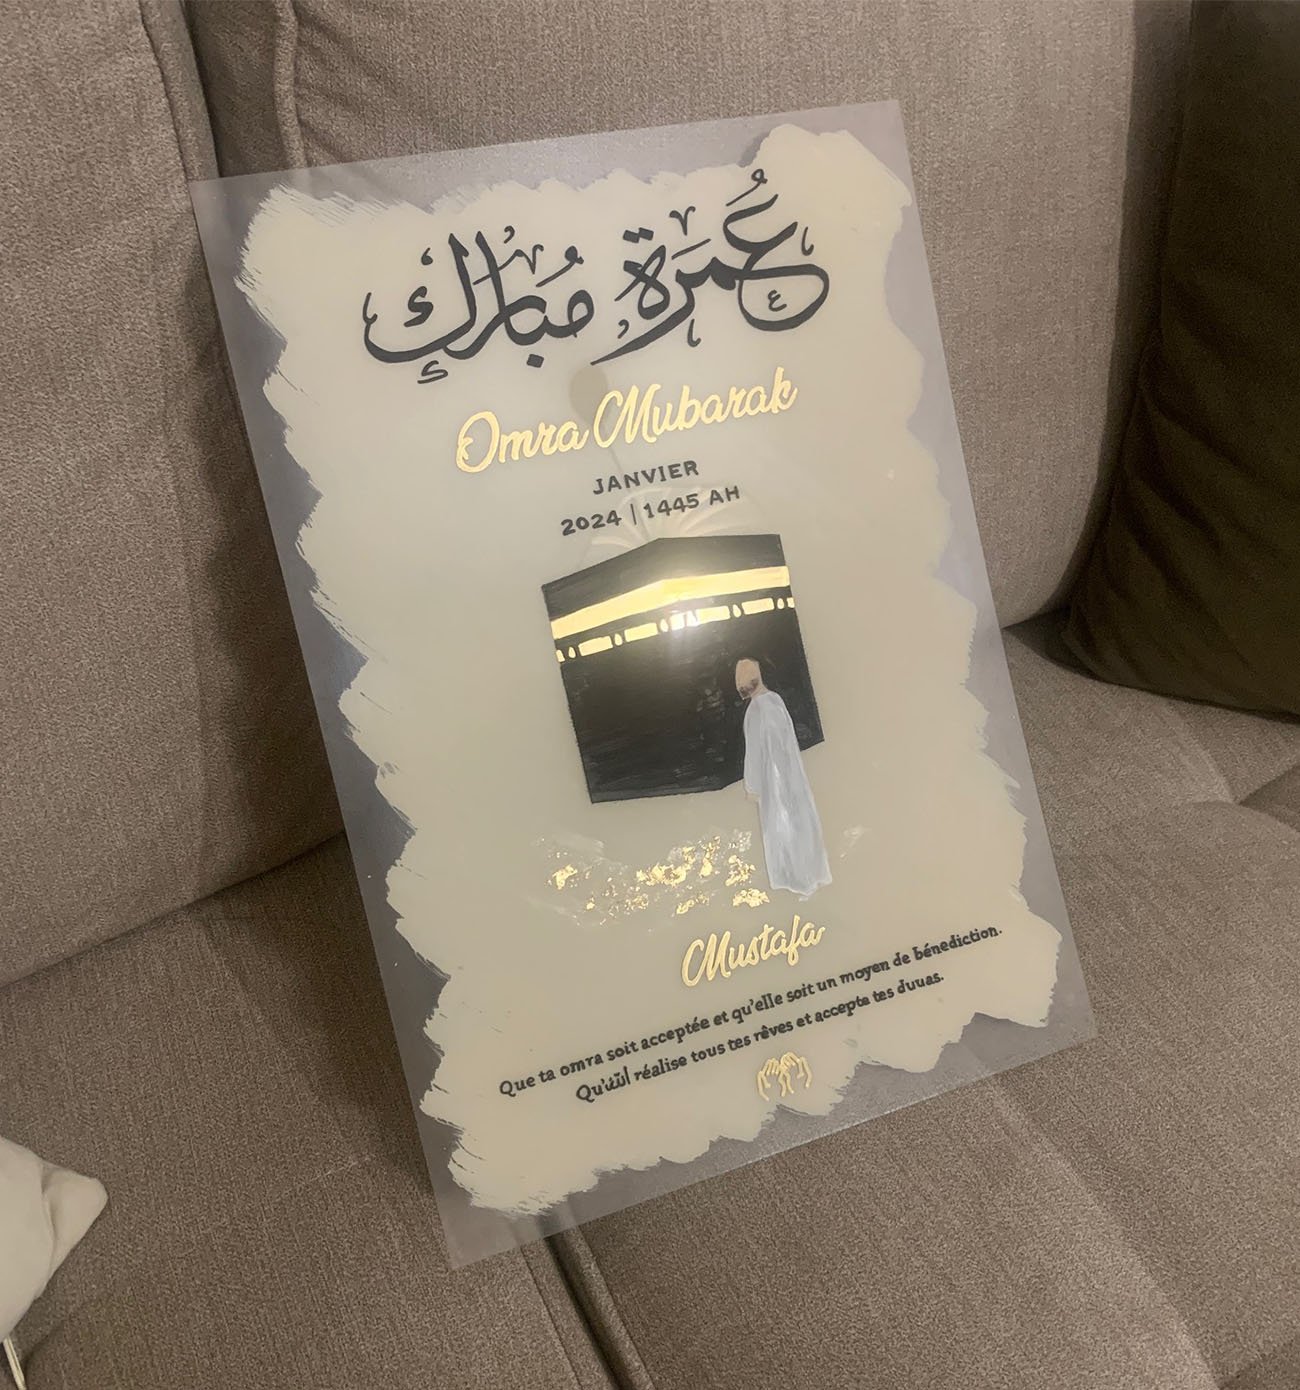 عُمرَة مُبارك
Omra Mubarak
JANVIER
2024 | 1445 AH
Mustafa
Que ta omra soit acceptée et qu'elle soit un moyen de bénediction.
Qu'الله réalise tous tes rêves et accepte tes duuas.